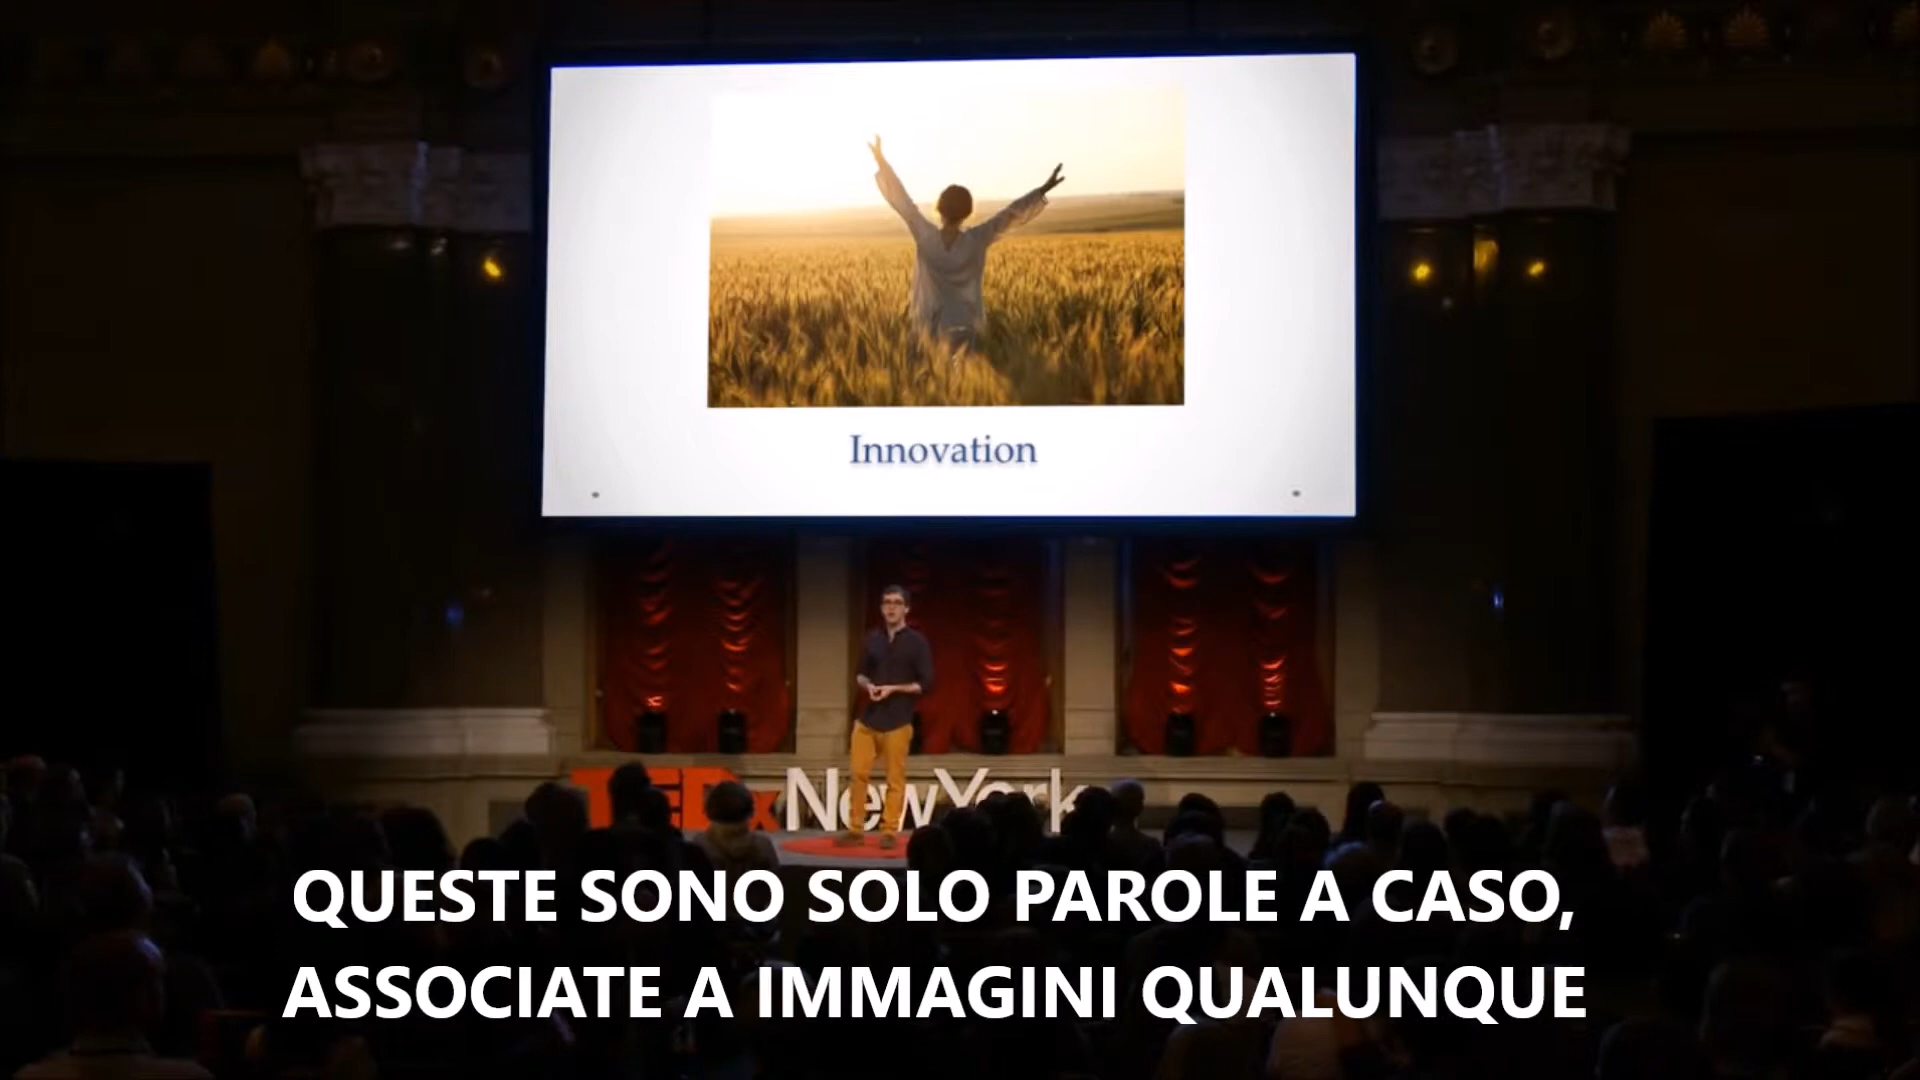 Innovation
TEDxNewYork
QUESTE SONO SOLO PAROLE A CASO,
ASSOCIATE A IMMAGINI QUALUNQUE